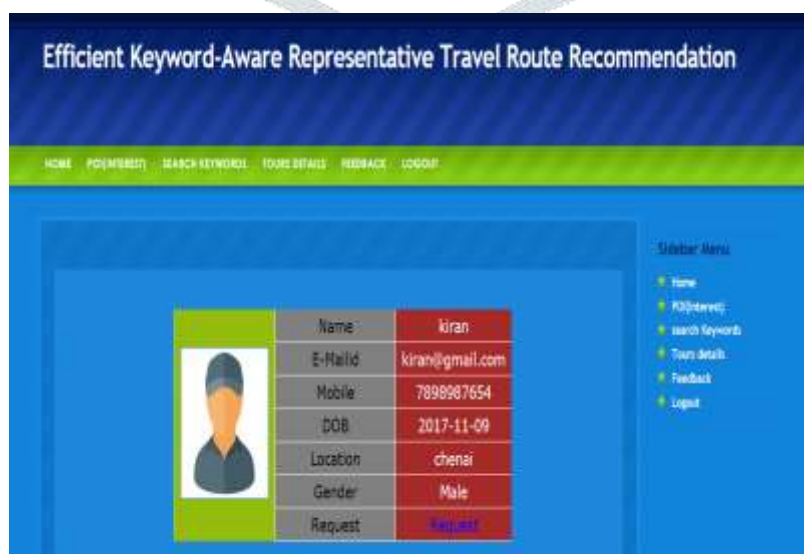 Efficient Keyword-Aware Representative Travel Route Recommendation
HOME POI(INTEREST) SEARCH KEYWORDS TOURS DETAILS FEEDBACK LOGOUT
Sidebar Menu
Home
POI(Interest)
search Keywords
Tours details
Feedback
Logout
Name kiran
E-Mailid kiran@gmail.com
Mobile 7898987654
DOB 2017-11-09
Location chenai
Gender Male
Request Request